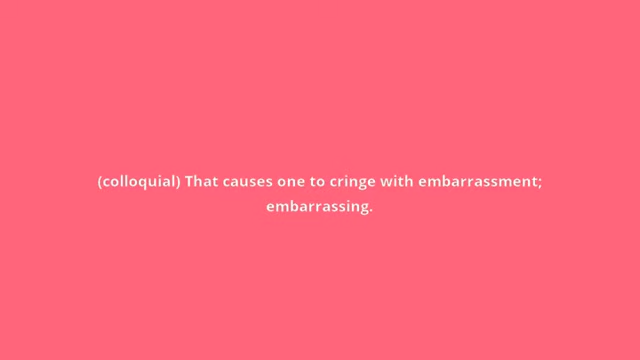 (colloquial) That causes one to cringe with embarrassment;
embarrassing.